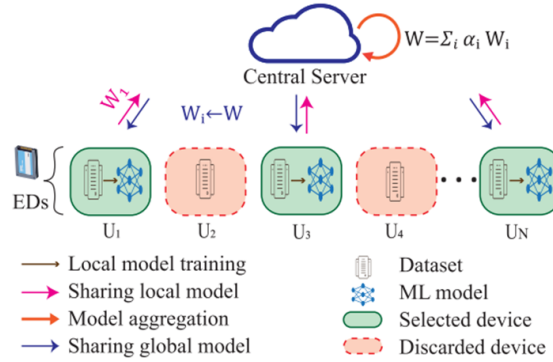 W=Σᵢ αᵢ Wᵢ
Central Server
W₁
Wᵢ←W
EDs
U₁ U₂ U₃ U₄ U_N
Local model training
Sharing local model
Model aggregation
Sharing global model
Dataset
ML model
Selected device
Discarded device